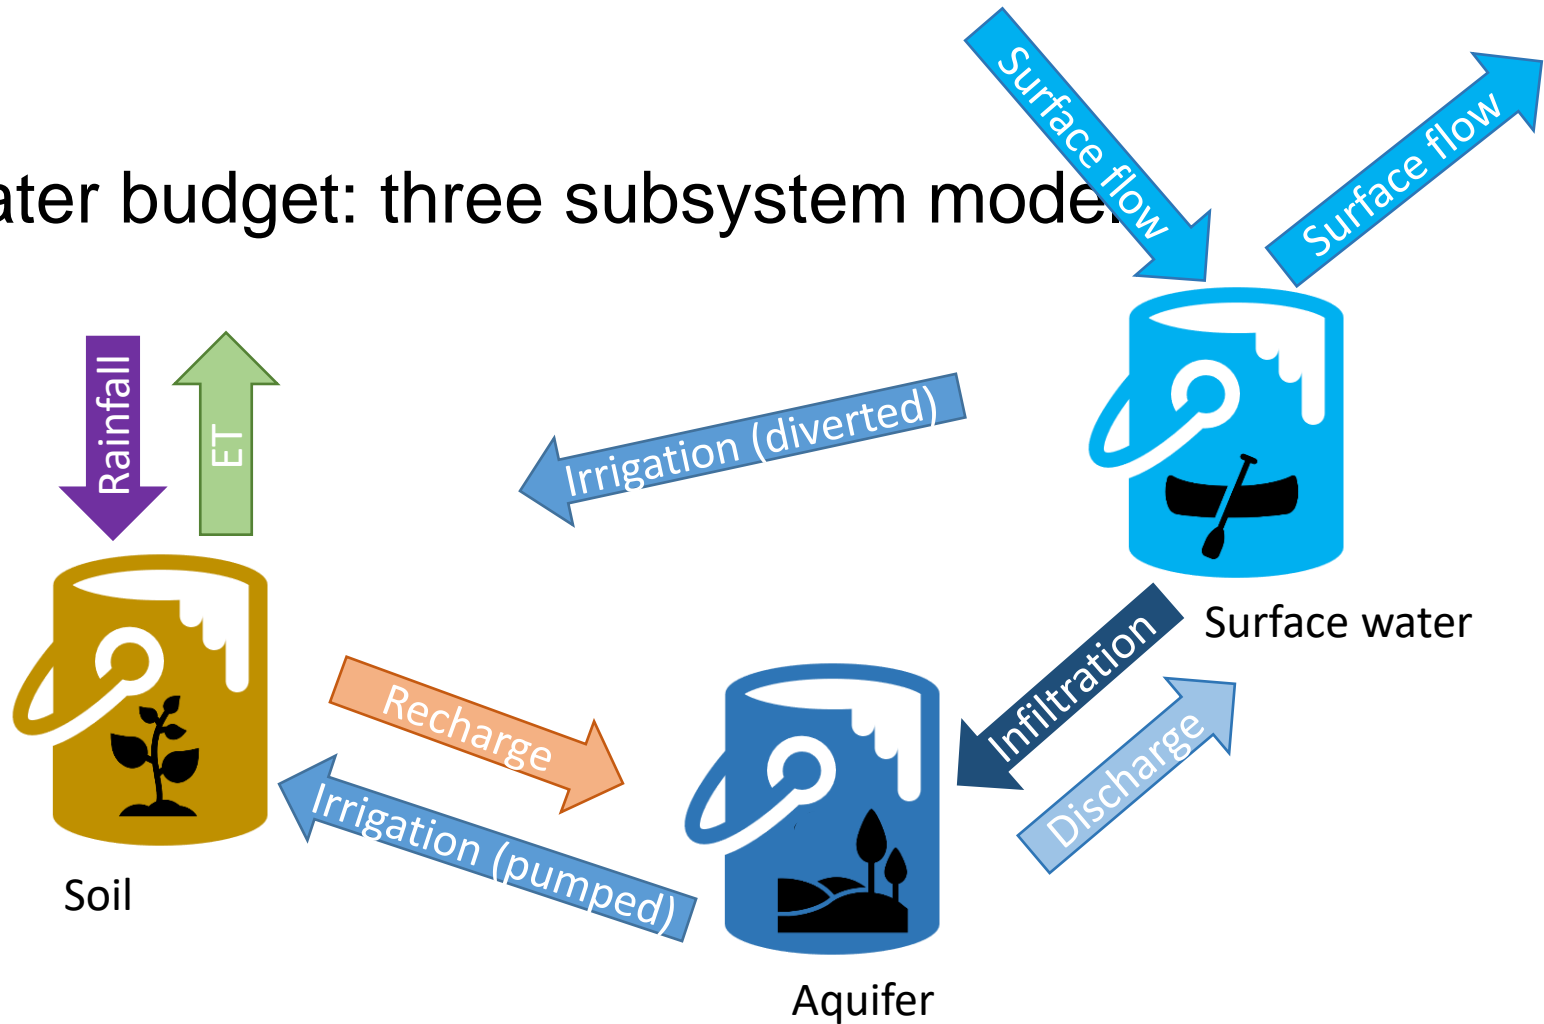 ater budget: three subsystem model
Surface flow
Surface flow
Rainfall
ET
Irrigation (diverted)
Surface water
Infiltration
Discharge
Recharge
Irrigation (pumped)
Soil
Aquifer